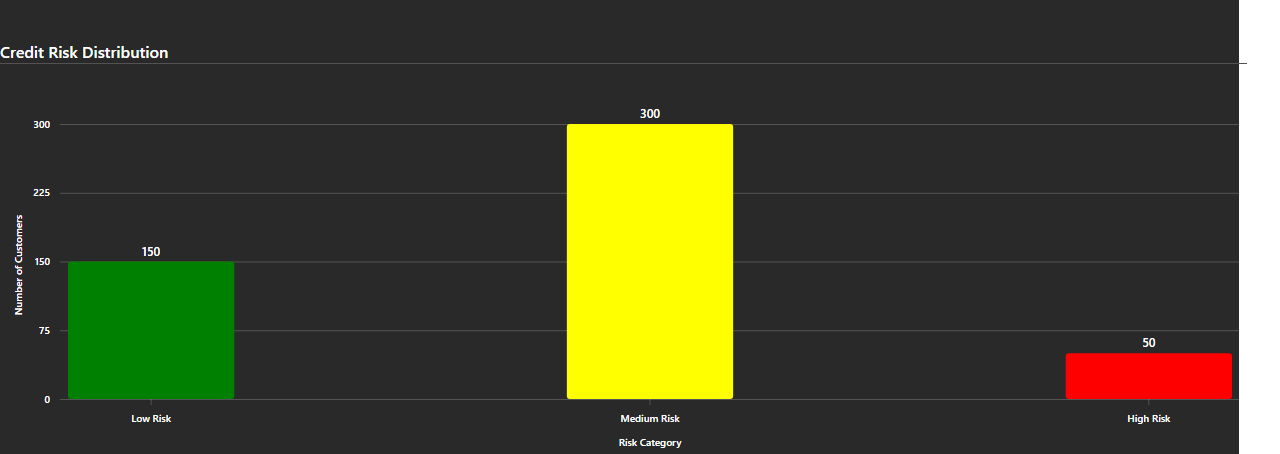 Credit Risk Distribution
300
300
225
Number of Customers
150
150
75
50
0
Low Risk
Medium Risk
High Risk
Risk Category